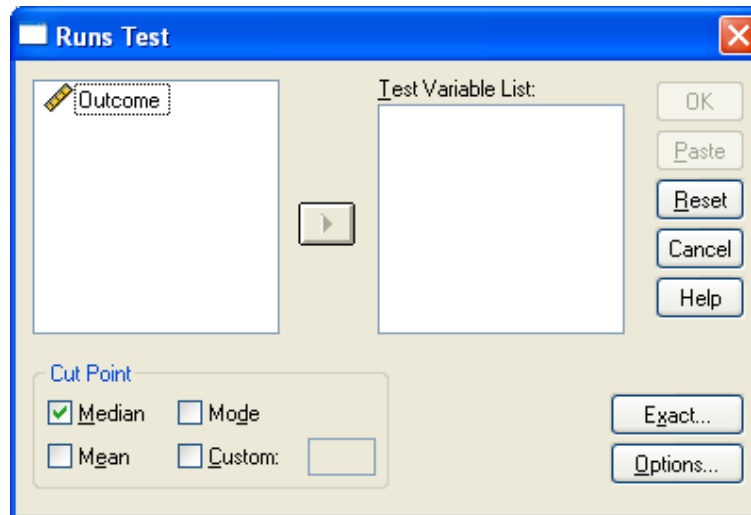 Runs Test
Outcome
Test Variable List:
OK
Paste
Reset
Cancel
Help
Cut Point
Median Mode
Mean Custom:
Exact...
Options...